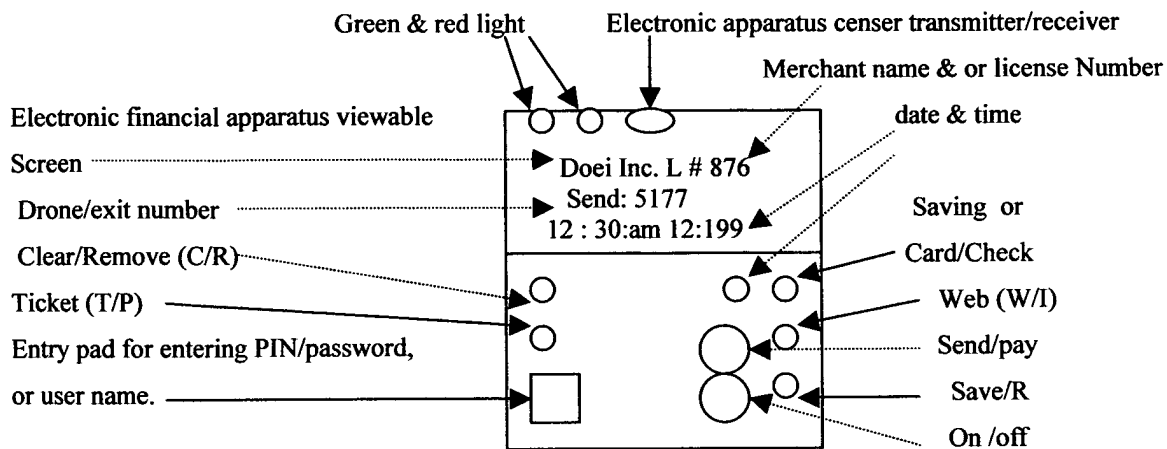 Green & red light
Electronic apparatus censer transmitter/receiver
Merchant name & or license Number
Electronic financial apparatus viewable
date & time
Screen
Doei Inc. L # 876
Drone/exit number
Send: 5177
Saving or
12 : 30:am 12:199
Clear/Remove (C/R)
Card/Check
Ticket (T/P)
Web (W/I)
Entry pad for entering PIN/password,
Send/pay
or user name.
Save/R
On /off